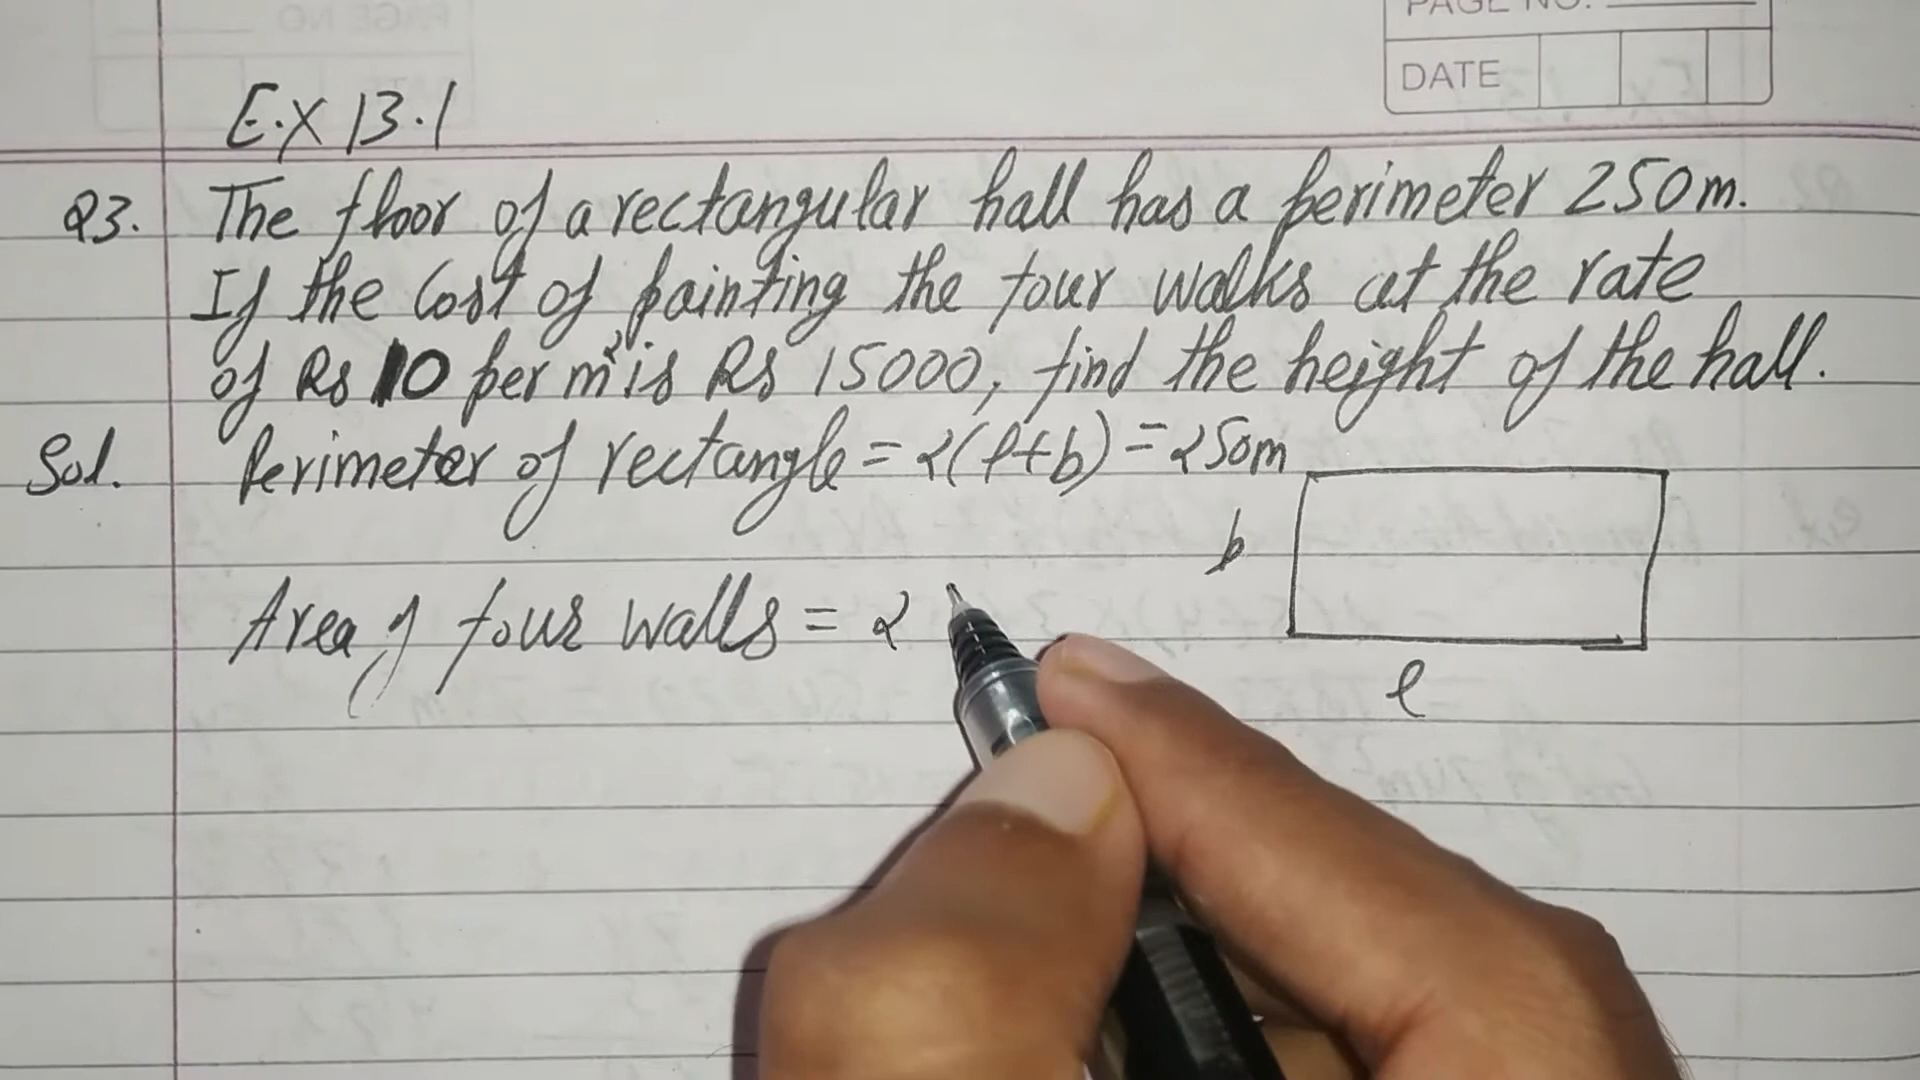 PAGE NO.
DATE
E.X 13.1
Q3. The floor of a rectangular hall has a perimeter 250m.
If the cost of painting the four walls at the rate
of Rs 10 per m² is Rs 15000, find the height of the hall.
Sol. Perimeter of rectangle = 2(l+b) = 250m
b
Area of four walls = 2
l